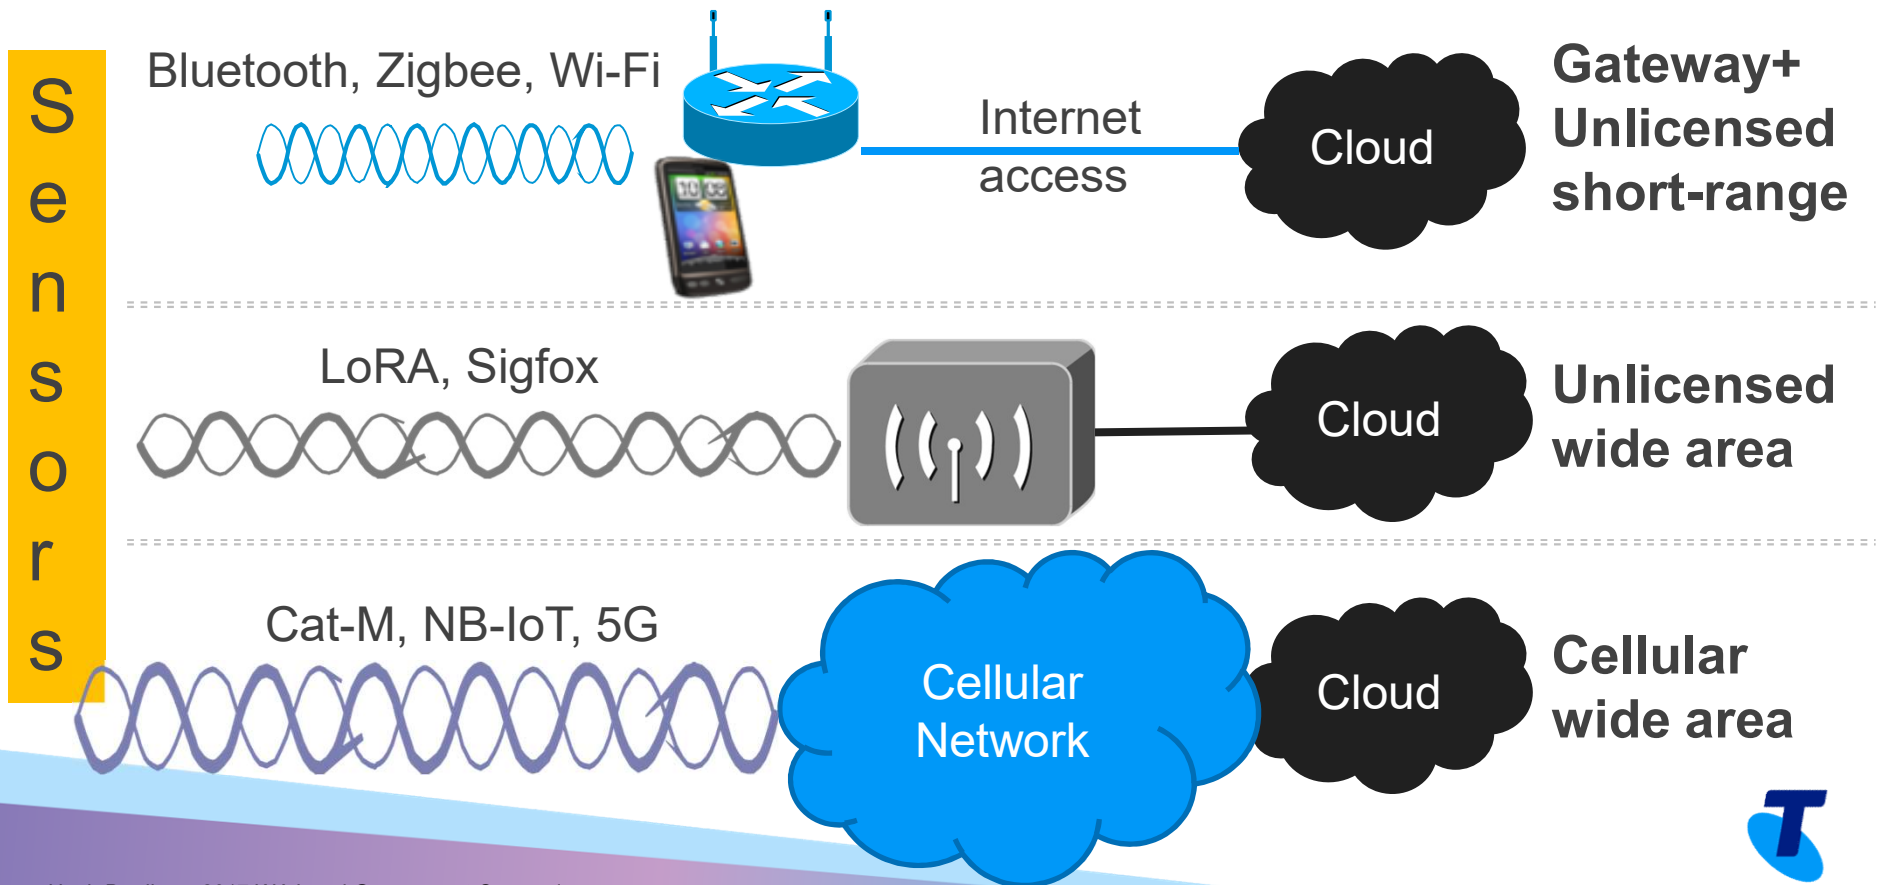 Sensors
Bluetooth, Zigbee, Wi-Fi
Internet
access
Cloud
Gateway+
Unlicensed
short-range
LoRA, Sigfox
Cloud
Unlicensed
wide area
Cat-M, NB-IoT, 5G
Cellular
Network
Cloud
Cellular
wide area
T